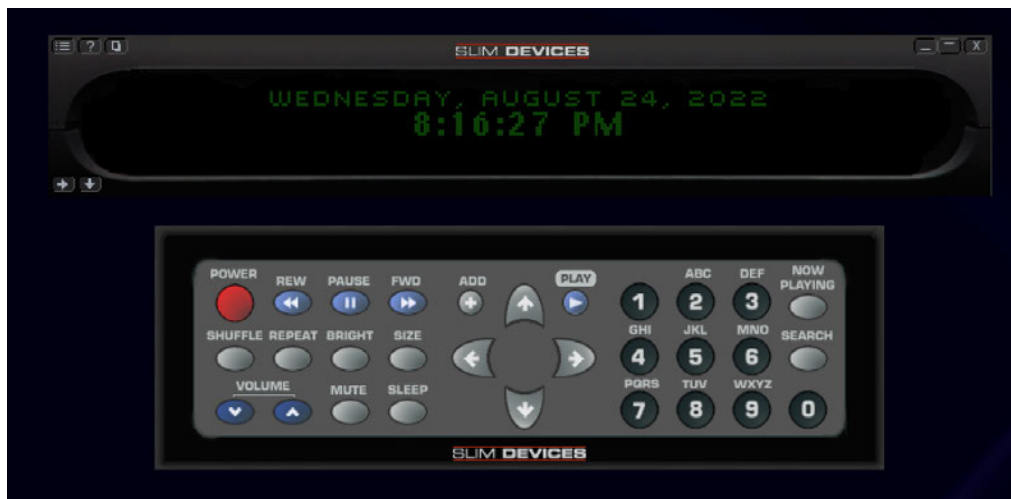 ? X
SLIM DEVICES
WEDNESDAY, AUGUST 24, 2022
8:16:27 PM
POWER REW PAUSE FWD ADD PLAY ABC DEF NOW PLAYING
1 2 3
SHUFFLE REPEAT BRIGHT SIZE GHI JKL MNO SEARCH
4 5 6
VOLUME MUTE SLEEP PQRS TUV WXYZ
7 8 9 0
SLIM DEVICES